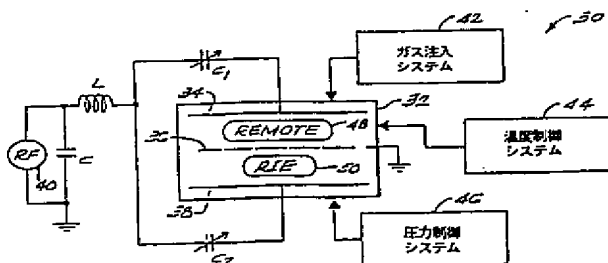 42
30
ガス注入
システム
L
C1
34
32
REMOTE
48
44
温度制御
システム
36
RF
40
C
RIE
50
38
46
圧力制御
システム
C2